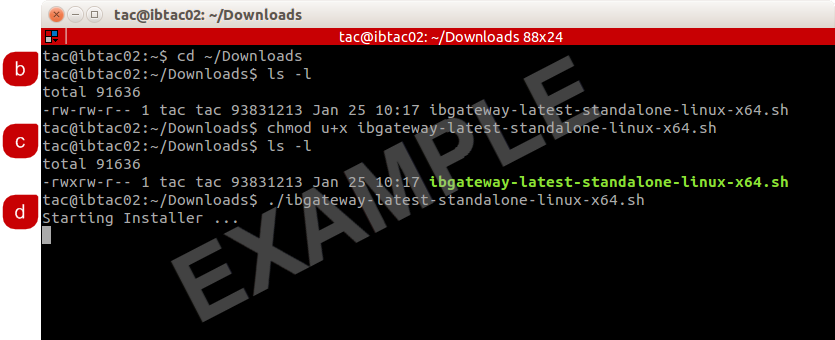 tac@ibtac02: ~/Downloads
tac@ibtac02: ~/Downloads 88x24
b
tac@ibtac02:~$ cd ~/Downloads
tac@ibtac02:~/Downloads$ ls -l
total 91636
-rw-rw-r-- 1 tac tac 93831213 Jan 25 10:17 ibgateway-latest-standalone-linux-x64.sh
c
tac@ibtac02:~/Downloads$ chmod u+x ibgateway-latest-standalone-linux-x64.sh
tac@ibtac02:~/Downloads$ ls -l
total 91636
-rwxrw-r-- 1 tac tac 93831213 Jan 25 10:17 ibgateway-latest-standalone-linux-x64.sh
d
tac@ibtac02:~/Downloads$ ./ibgateway-latest-standalone-linux-x64.sh
Starting Installer ...
EXAMPLE